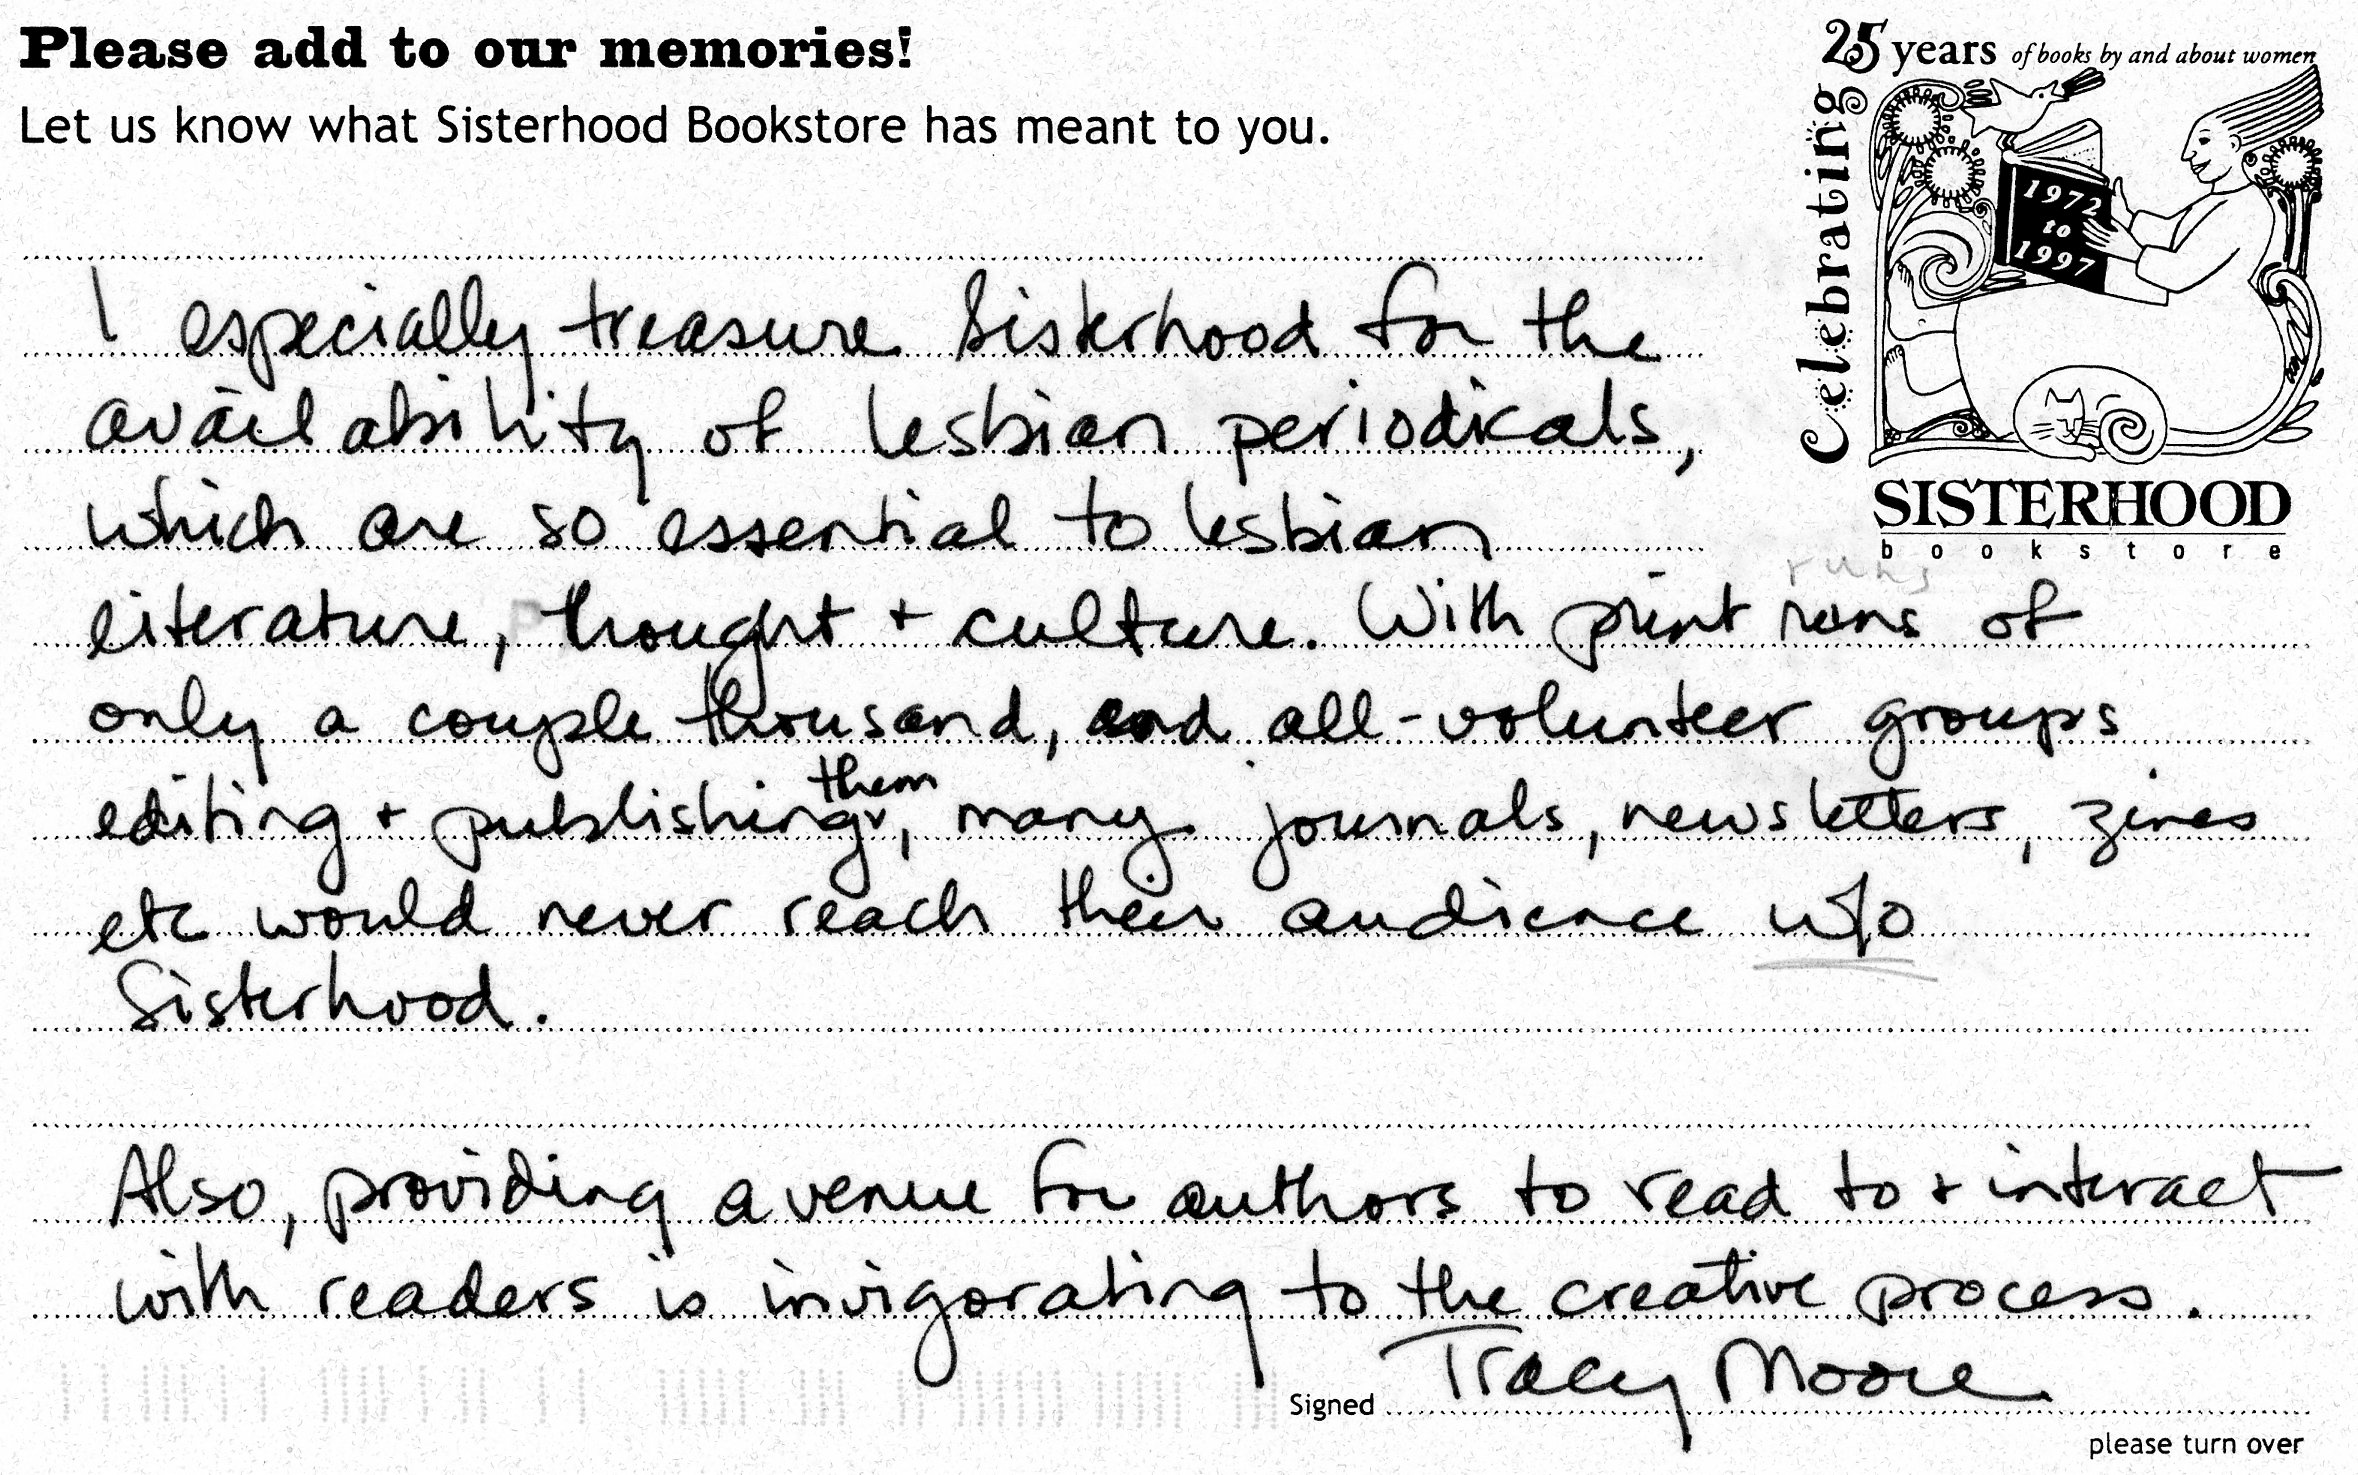 Please add to our memories!
Let us know what Sisterhood Bookstore has meant to you.
25 years of books by and about women
Celebrating
1972
to
1997
SISTERHOOD
bookstore
I especially treasure Sisterhood for the
availability of lesbian periodicals,
which are so essential to lesbian
runs
literature, thought + culture. With print runs of
only a couple thousand, and all-volunteer groups
them
editing + publishing, many journals, newsletters, zines
etc would never reach their audience w/o
Sisterhood.
Also, providing a venue for authors to read to + interact
with readers is invigorating to the creative process.
Signed Tracy Moore
please turn over